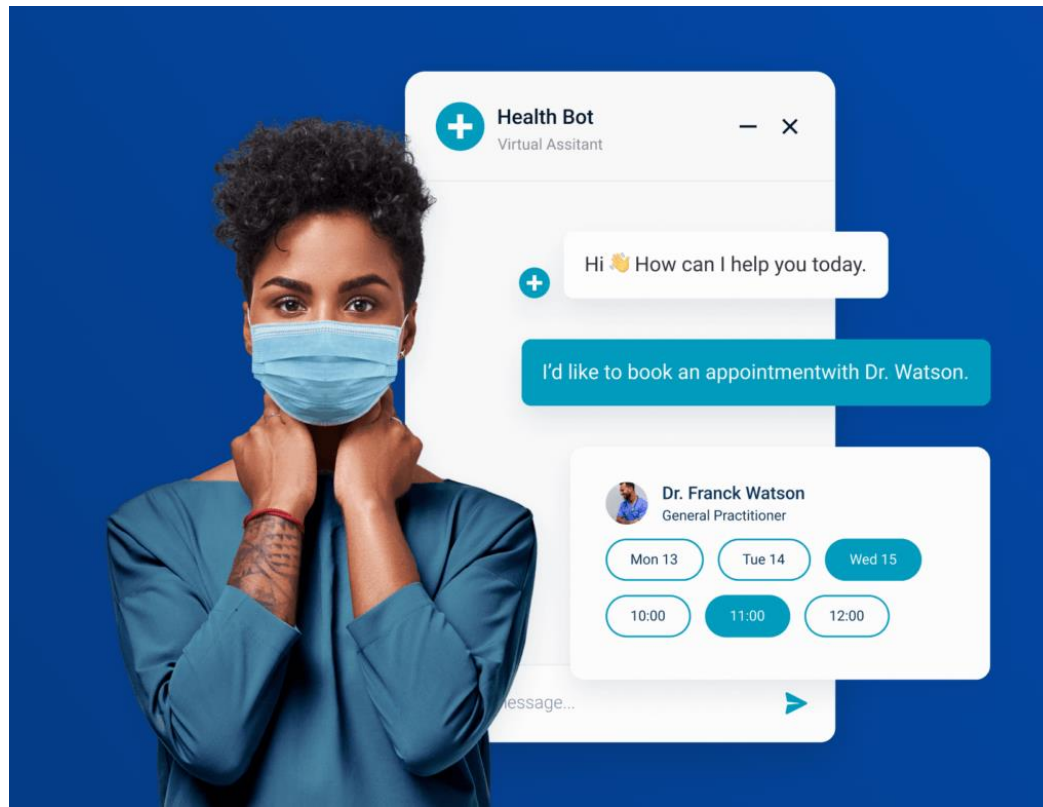 Health Bot
Virtual Assitant
Hi 👋 How can I help you today.
I'd like to book an appointmentwith Dr. Watson.
Dr. Franck Watson
General Practitioner
Mon 13 Tue 14 Wed 15
10:00 11:00 12:00